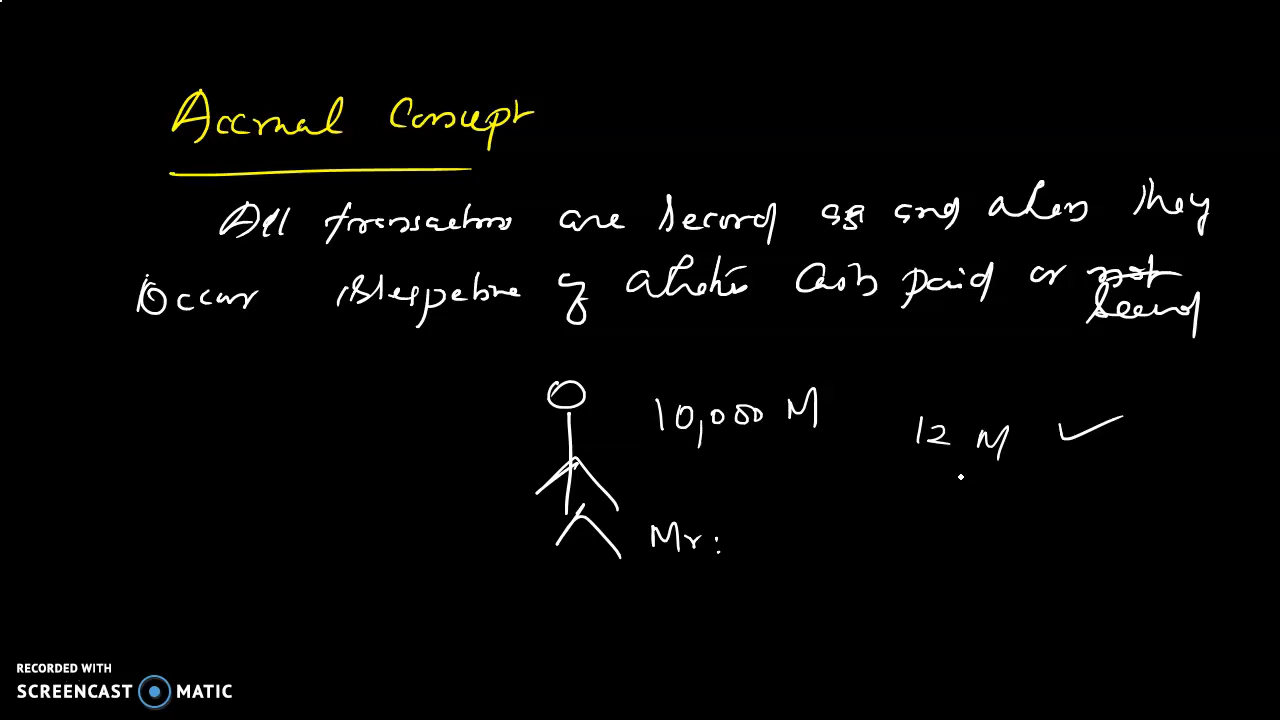 Accrual Concept
All transactions are record as and when they
Occur irrespective of whether Cash paid or not
received
10,000 M
12 M ✓
Mr:
RECORDED WITH
SCREENCAST MATIC